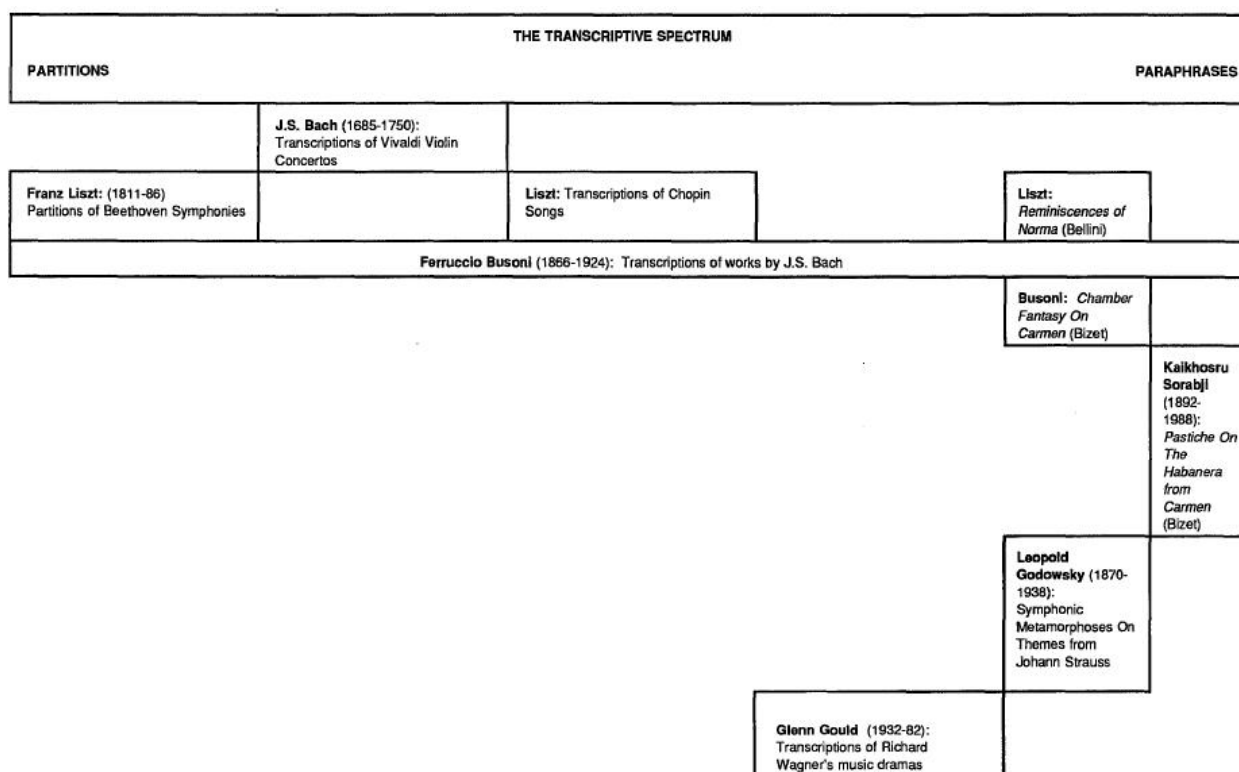 THE TRANSCRIPTIVE SPECTRUM
PARTITIONS
PARAPHRASES
J.S. Bach (1685-1750):
Transcriptions of Vivaldi Violin
Concertos
Franz Liszt: (1811-86)
Partitions of Beethoven Symphonies
Liszt: Transcriptions of Chopin
Songs
Liszt:
Reminiscences of
Norma (Bellini)
Ferruccio Busoni (1866-1924): Transcriptions of works by J.S. Bach
Busoni: Chamber
Fantasy On
Carmen (Bizet)
Kaikhosru
Sorabji
(1892-
1988):
Pastiche On
The
Habanera
from
Carmen
(Bizet)
Leopold
Godowsky (1870-
1938):
Symphonic
Metamorphoses On
Themes from
Johann Strauss
Glenn Gould (1932-82):
Transcriptions of Richard
Wagner's music dramas